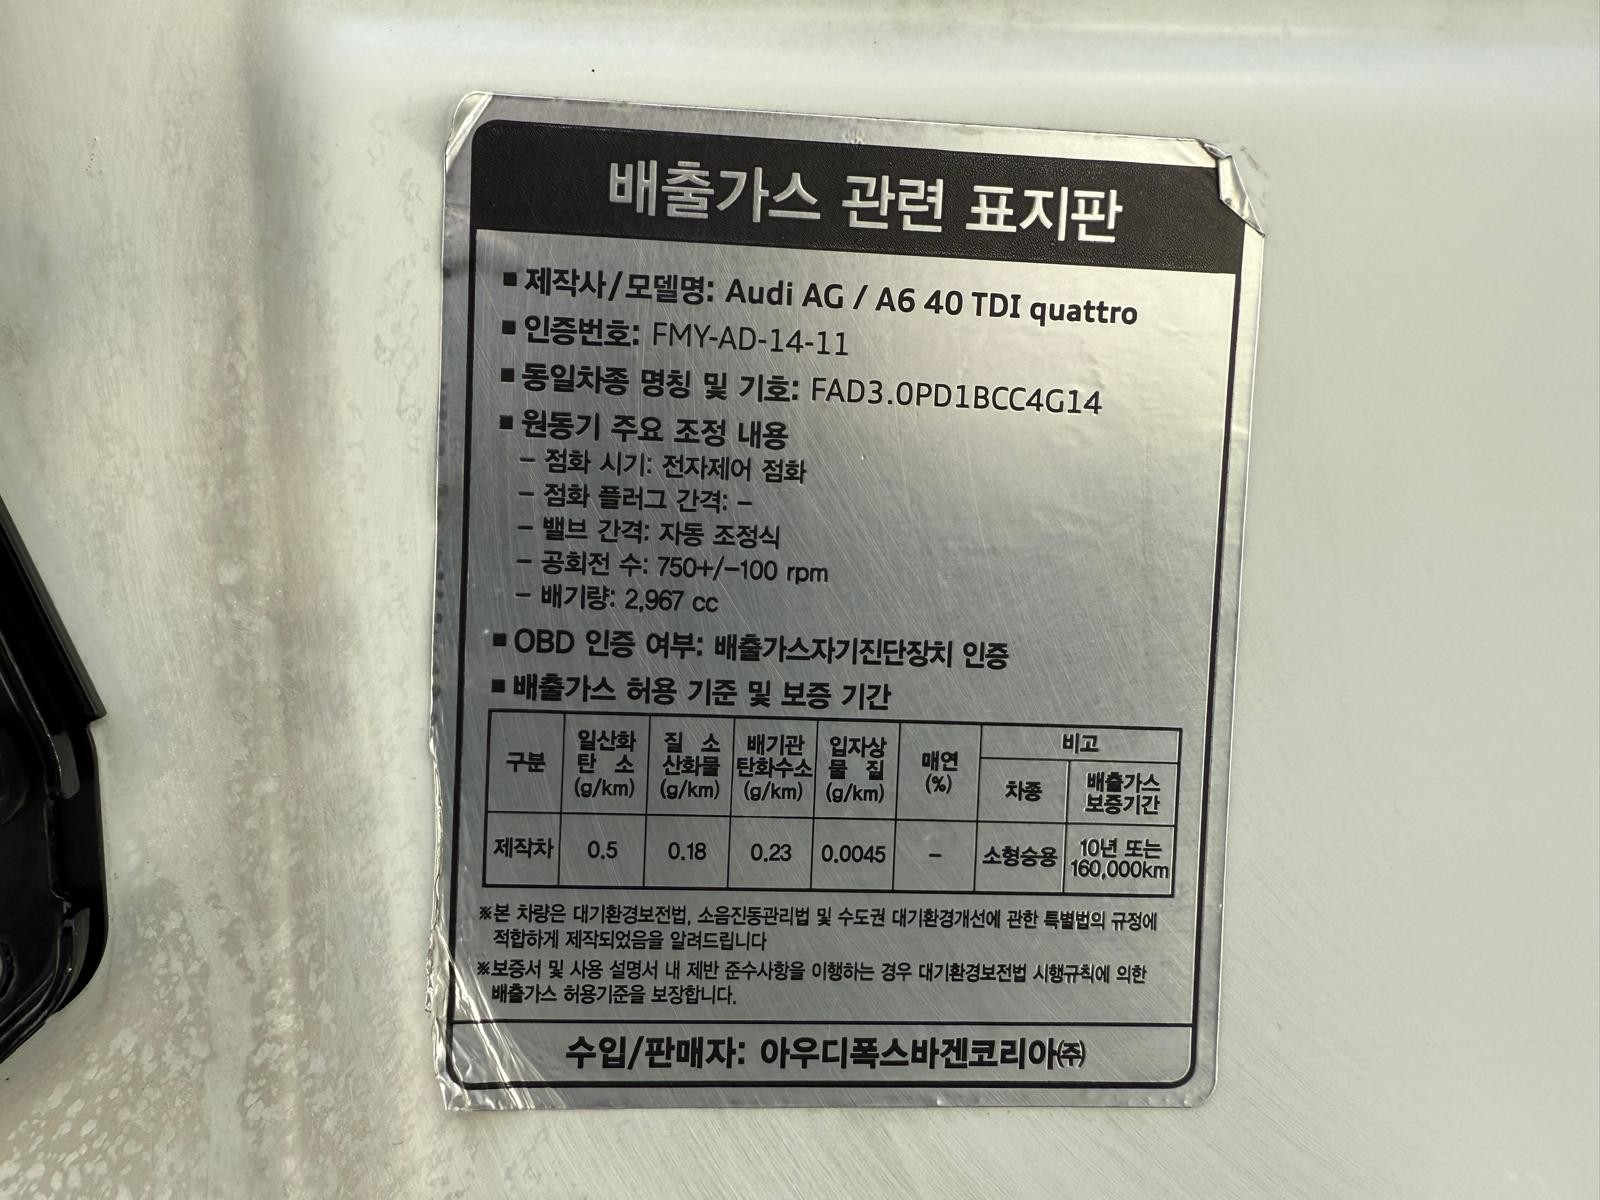 배출가스 관련 표지판
▪ 제작사/모델명: Audi AG / A6 40 TDI quattro
▪ 인증번호: FMY-AD-14-11
▪ 동일차종 명칭 및 기호: FAD3.0PD1BCC4G14
▪ 원동기 주요 조정 내용
– 점화 시기: 전자제어 점화
– 점화 플러그 간격: –
– 밸브 간격: 자동 조정식
– 공회전 수: 750+/-100 rpm
– 배기량: 2,967 cc
▪ OBD 인증 여부: 배출가스자기진단장치 인증
▪ 배출가스 허용 기준 및 보증 기간
구분 일산화 탄 소 (g/km) 질 소 산화물 (g/km) 배기관 탄화수소 (g/km) 입자상 물 질 (g/km) 매연 (%) 비고
차종 배출가스 보증기간
제작차 0.5 0.18 0.23 0.0045 – 소형승용 10년 또는 160,000km
※본 차량은 대기환경보전법, 소음진동관리법 및 수도권 대기환경개선에 관한 특별법의 규정에
적합하게 제작되었음을 알려드립니다
※보증서 및 사용 설명서 내 제반 준수사항을 이행하는 경우 대기환경보전법 시행규칙에 의한
배출가스 허용기준을 보장합니다.
수입/판매자: 아우디폭스바겐코리아㈜